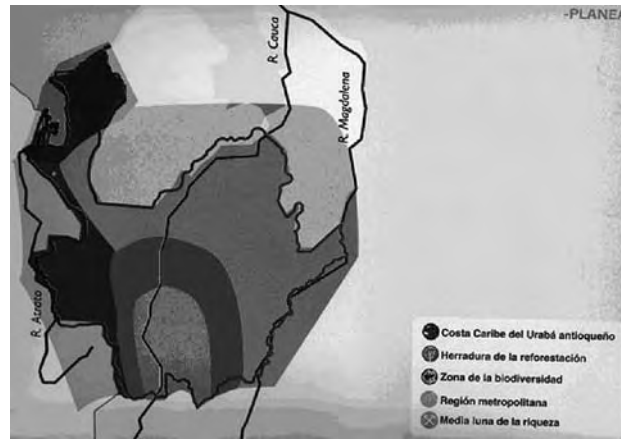 -PLANEA
R. Cauca
R. Magdalena
R. Atrato
Costa Caribe del Urabá antioqueño
Herradura de la reforestación
Zona de la biodiversidad
Región metropolitana
Media luna de la riqueza